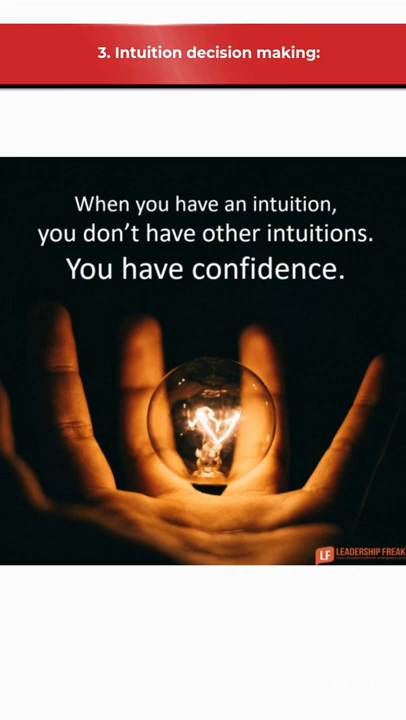 3. Intuition decision making:
When you have an intuition,
you don't have other intuitions.
You have confidence.
LF LEADERSHIP FREAK